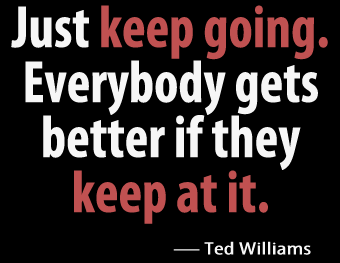 Just keep going.
Everybody gets
better if they
keep at it.
— Ted Williams